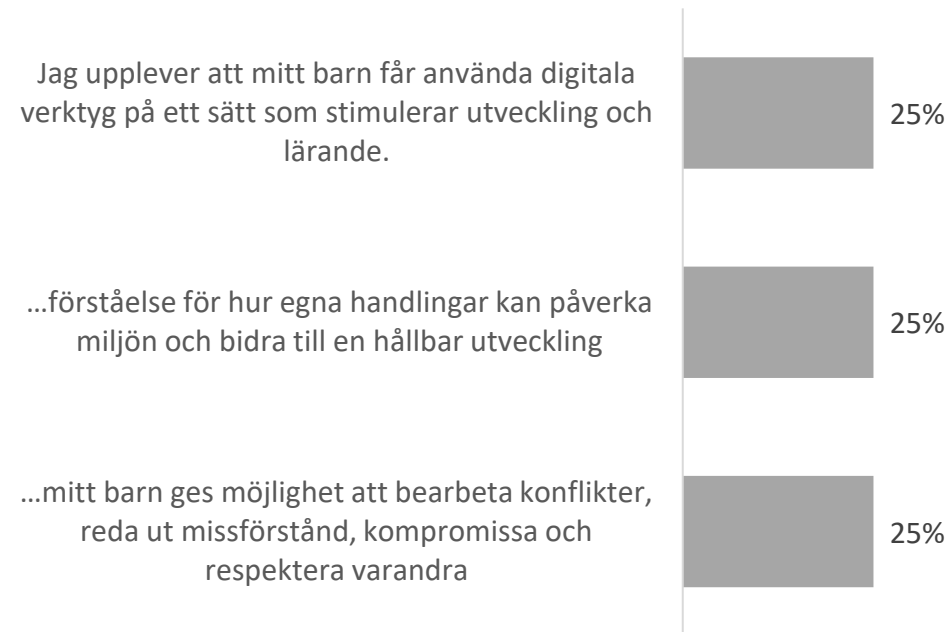 Jag upplever att mitt barn får använda digitala
verktyg på ett sätt som stimulerar utveckling och
lärande.
25%
...förståelse för hur egna handlingar kan påverka
miljön och bidra till en hållbar utveckling
25%
...mitt barn ges möjlighet att bearbeta konflikter,
reda ut missförstånd, kompromissa och
respektera varandra
25%